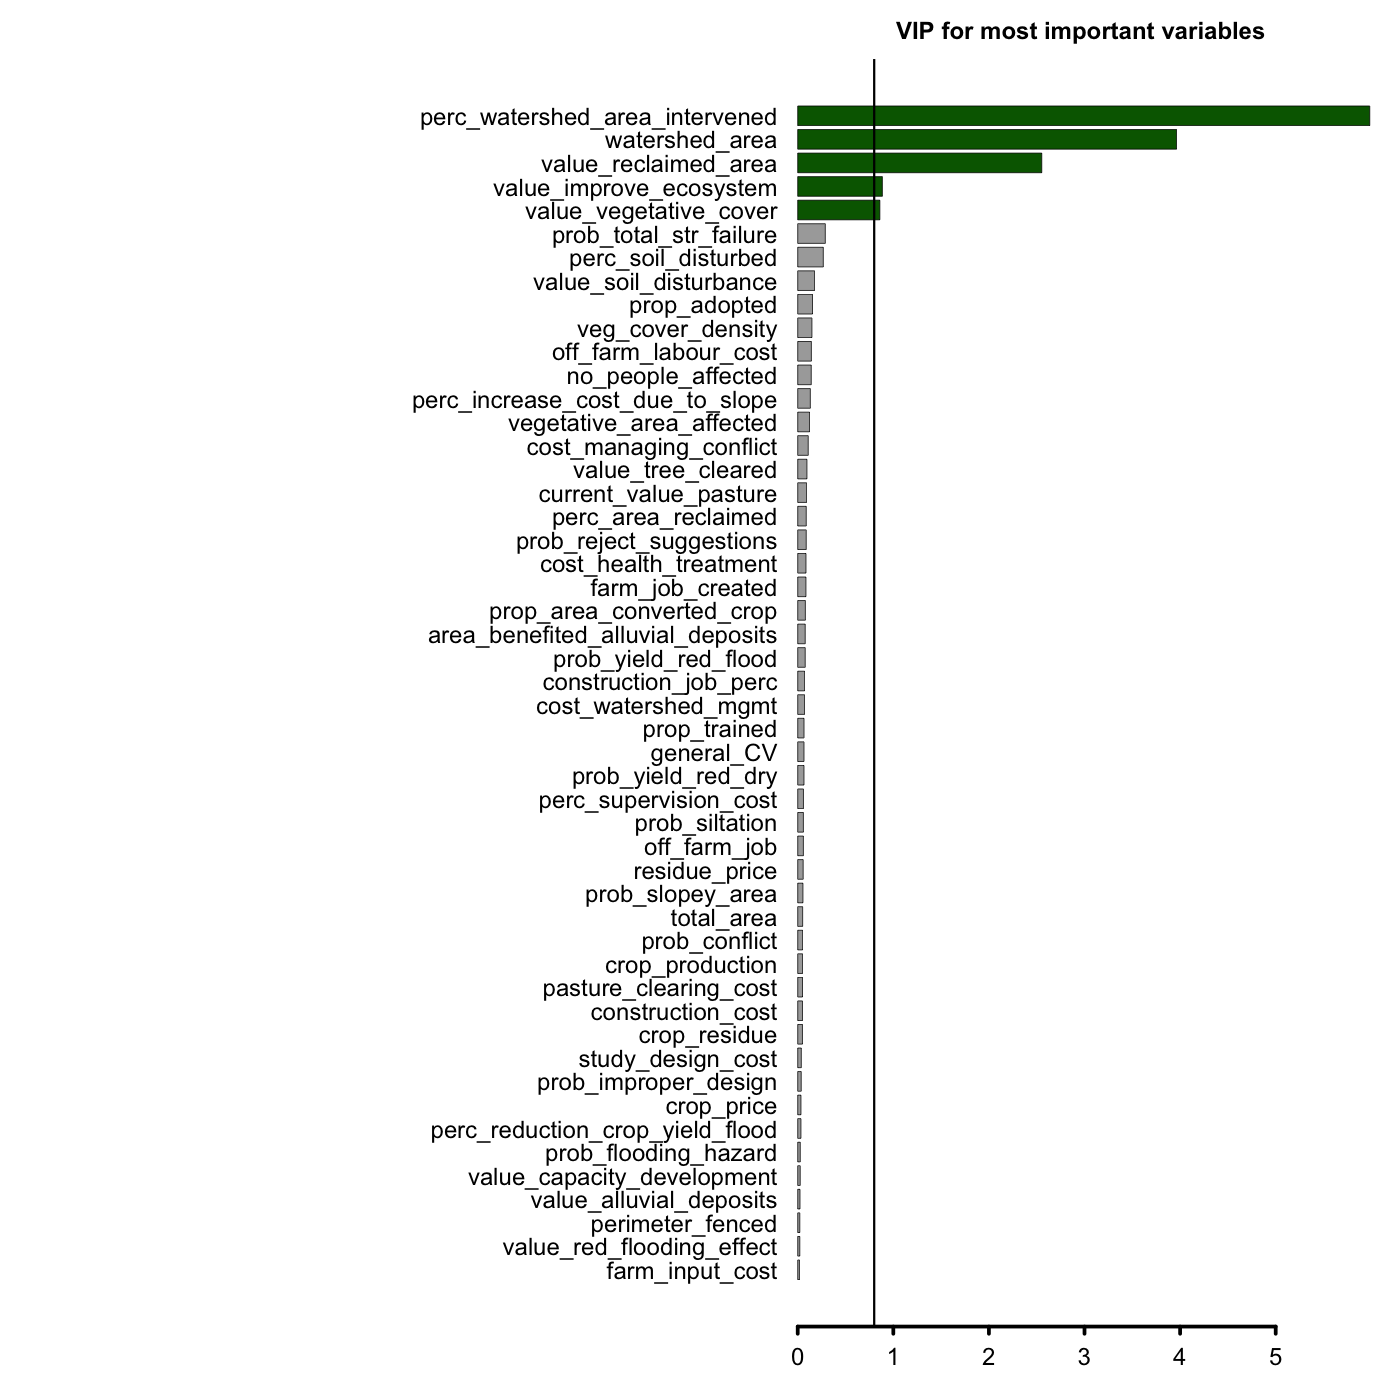 VIP for most important variables
perc_watershed_area_intervened
watershed_area
value_reclaimed_area
value_improve_ecosystem
value_vegetative_cover
prob_total_str_failure
perc_soil_disturbed
value_soil_disturbance
prop_adopted
veg_cover_density
off_farm_labour_cost
no_people_affected
perc_increase_cost_due_to_slope
vegetative_area_affected
cost_managing_conflict
value_tree_cleared
current_value_pasture
perc_area_reclaimed
prob_reject_suggestions
cost_health_treatment
farm_job_created
prop_area_converted_crop
area_benefited_alluvial_deposits
prob_yield_red_flood
construction_job_perc
cost_watershed_mgmt
prop_trained
general_CV
prob_yield_red_dry
perc_supervision_cost
prob_siltation
off_farm_job
residue_price
prob_slopey_area
total_area
prob_conflict
crop_production
pasture_clearing_cost
construction_cost
crop_residue
study_design_cost
prob_improper_design
crop_price
perc_reduction_crop_yield_flood
prob_flooding_hazard
value_capacity_development
value_alluvial_deposits
perimeter_fenced
value_red_flooding_effect
farm_input_cost
0 1 2 3 4 5